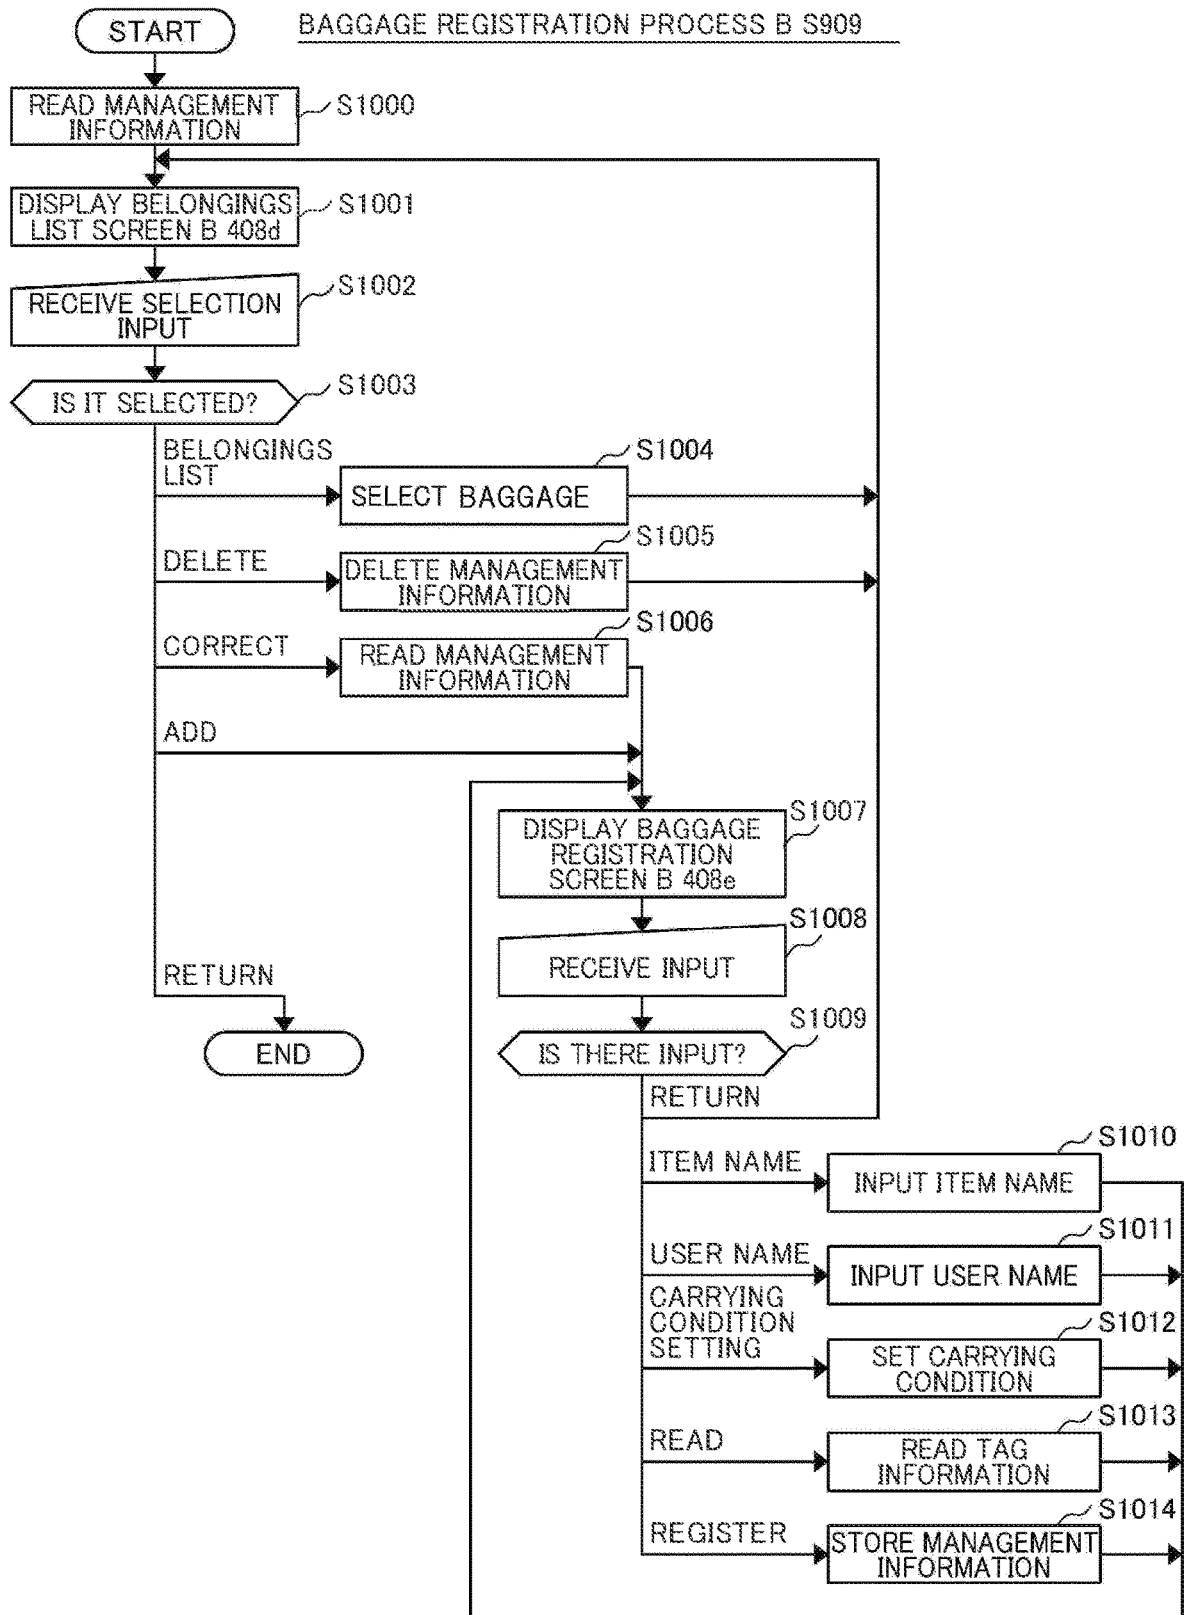 START
BAGGAGE REGISTRATION PROCESS B S909
READ MANAGEMENT
INFORMATION
S1000
DISPLAY BELONGINGS
LIST SCREEN B 408d
S1001
RECEIVE SELECTION
INPUT
S1002
IS IT SELECTED?
S1003
BELONGINGS
LIST
SELECT BAGGAGE
S1004
DELETE
DELETE MANAGEMENT
INFORMATION
S1005
CORRECT
READ MANAGEMENT
INFORMATION
S1006
ADD
DISPLAY BAGGAGE
REGISTRATION
SCREEN B 408e
S1007
RECEIVE INPUT
S1008
RETURN
END
IS THERE INPUT?
S1009
RETURN
ITEM NAME
INPUT ITEM NAME
S1010
USER NAME
INPUT USER NAME
S1011
CARRYING
CONDITION
SETTING
SET CARRYING
CONDITION
S1012
READ
READ TAG
INFORMATION
S1013
REGISTER
STORE MANAGEMENT
INFORMATION
S1014